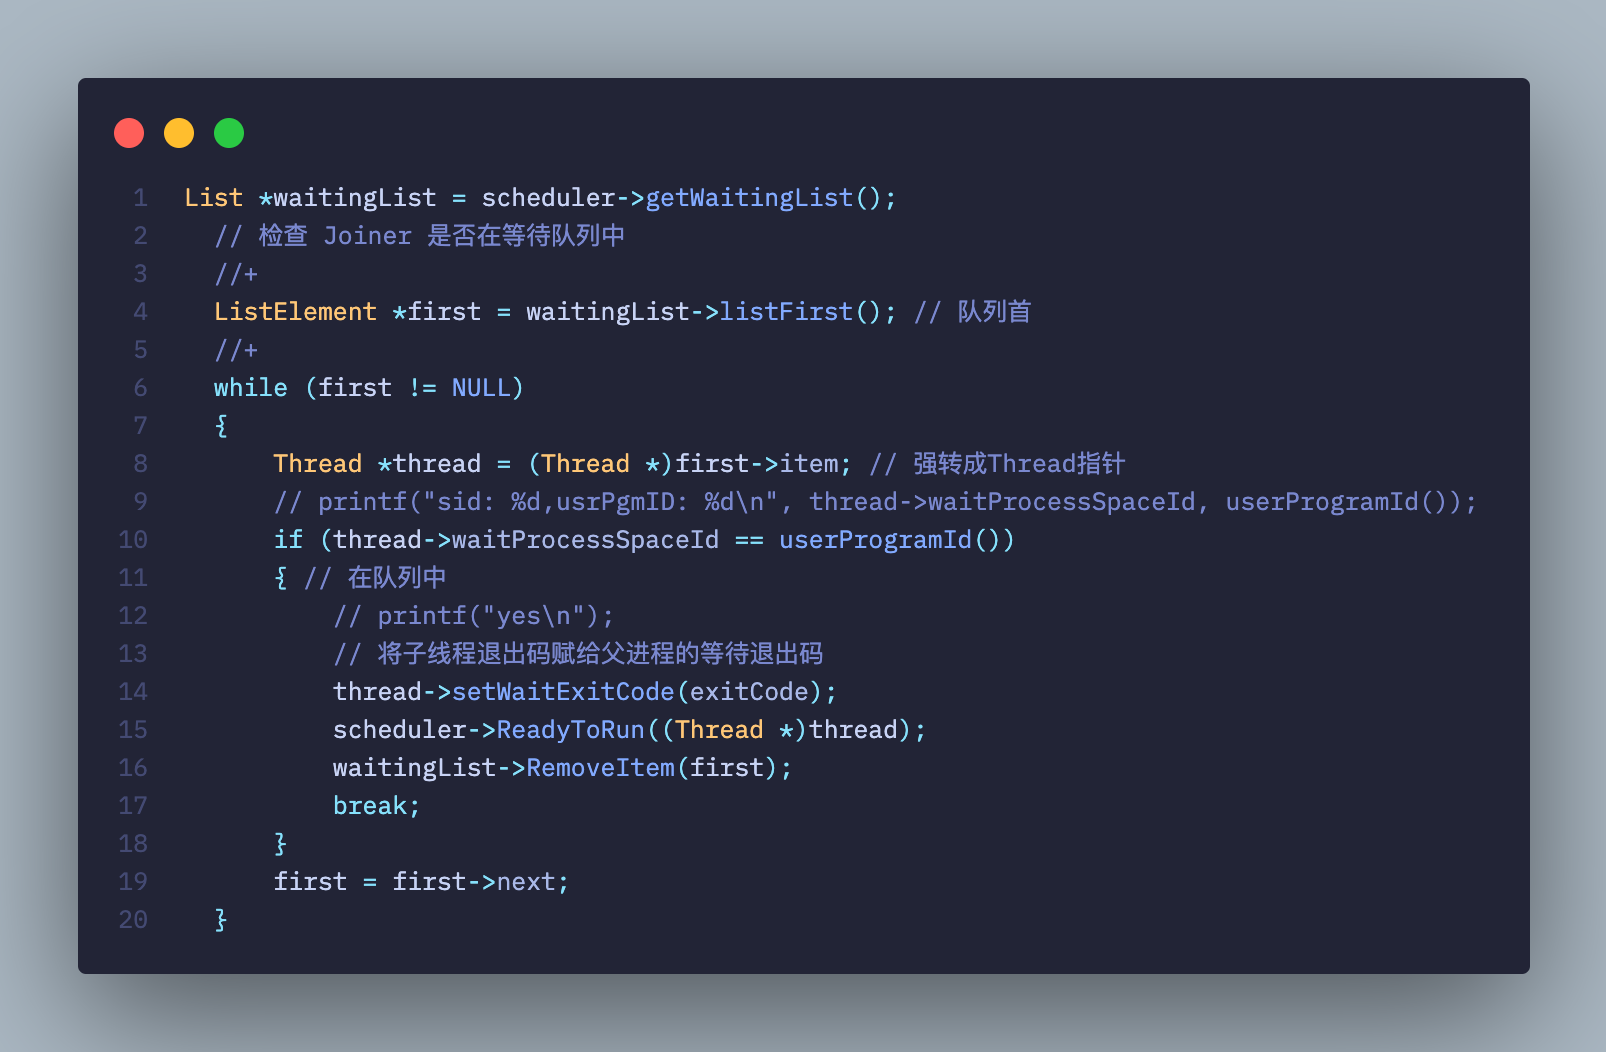 1 List *waitingList = scheduler->getWaitingList();
2 // 检查 Joiner 是否在等待队列中
3 //+
4 ListElement *first = waitingList->listFirst(); // 队列首
5 //+
6 while (first != NULL)
7 {
8 Thread *thread = (Thread *)first->item; // 强转成Thread指针
9 // printf("sid: %d,usrPgmID: %d\n", thread->waitProcessSpaceId, userProgramId());
10 if (thread->waitProcessSpaceId == userProgramId())
11 { // 在队列中
12 // printf("yes\n");
13 // 将子线程退出码赋给父进程的等待退出码
14 thread->setWaitExitCode(exitCode);
15 scheduler->ReadyToRun((Thread *)thread);
16 waitingList->RemoveItem(first);
17 break;
18 }
19 first = first->next;
20 }